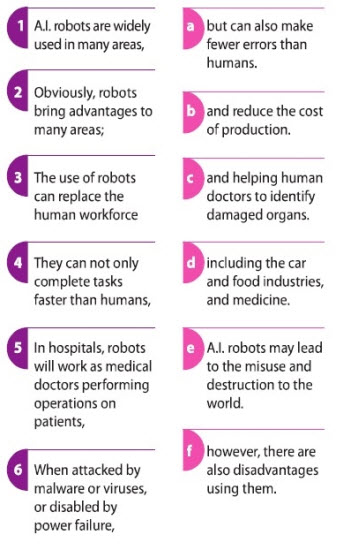 1 A.I. robots are widely
used in many areas,
2 Obviously, robots
bring advantages to
many areas;
3 The use of robots
can replace the
human workforce
4 They can not only
complete tasks
faster than humans,
5 In hospitals, robots
will work as medical
doctors performing
operations on
patients,
6 When attacked by
malware or viruses,
or disabled by
power failure,
a but can also make
fewer errors than
humans.
b and reduce the cost
of production.
c and helping human
doctors to identify
damaged organs.
d including the car
and food industries,
and medicine.
e A.I. robots may lead
to the misuse and
destruction to the
world.
f however, there are
also disadvantages
using them.